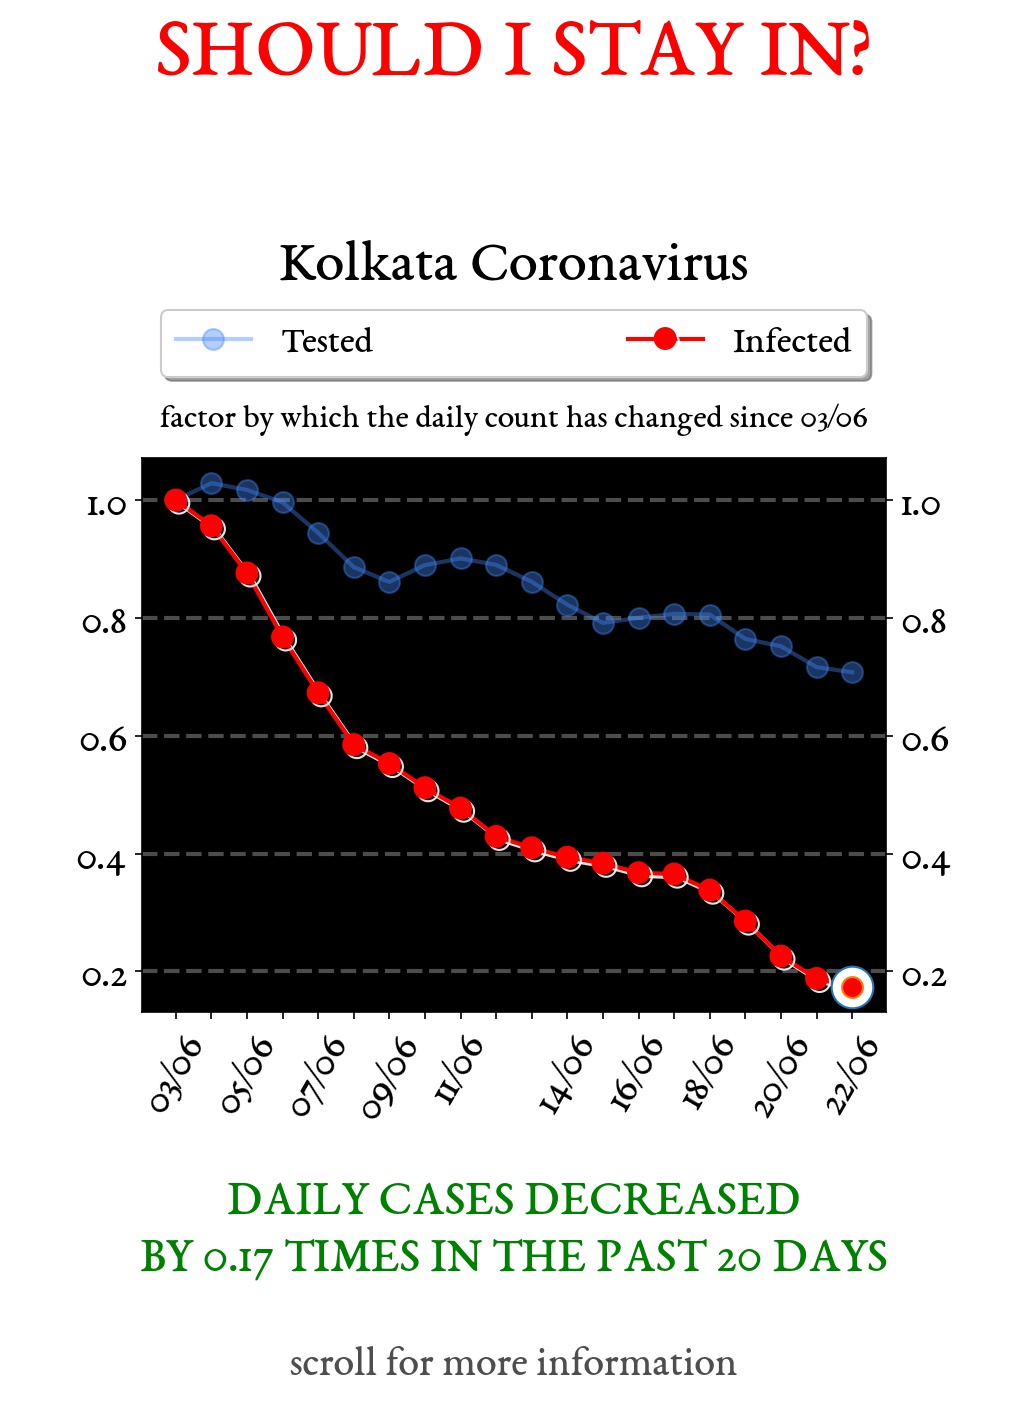 SHOULD I STAY IN?
Kolkata Coronavirus
Tested Infected
factor by which the daily count has changed since 03/06
1.0 1.0
0.8 0.8
0.6 0.6
0.4 0.4
0.2 0.2
03/06 05/06 07/06 09/06 11/06 14/06 16/06 18/06 20/06 22/06
DAILY CASES DECREASED
BY 0.17 TIMES IN THE PAST 20 DAYS
scroll for more information